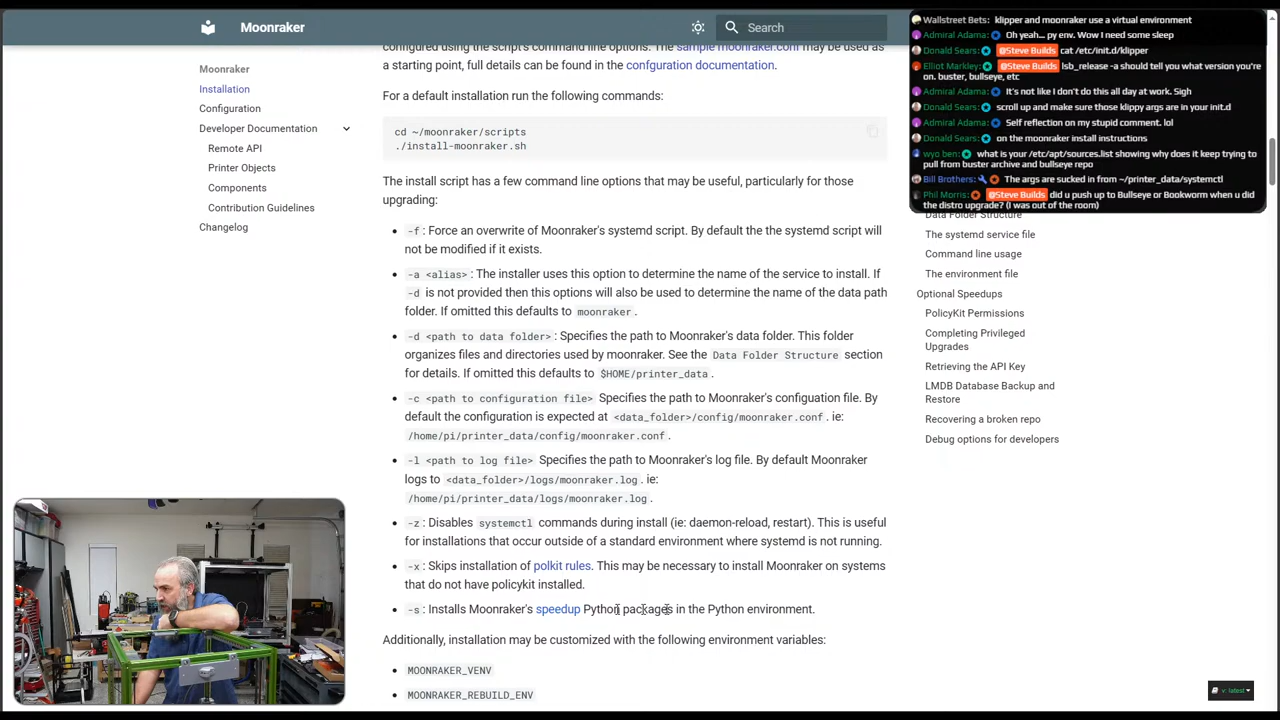 Moonraker
Search
Moonraker
Installation
Configuration
Developer Documentation
Remote API
Printer Objects
Components
Contribution Guidelines
Changelog
configured using the script's command line options. The sample moonraker.conf may be used as
a starting point, full details can be found in the confguration documentation.
For a default installation run the following commands:
cd ~/moonraker/scripts
./install-moonraker.sh
The install script has a few command line options that may be useful, particularly for those
upgrading:
-f: Force an overwrite of Moonraker's systemd script. By default the the systemd script will
not be modified if it exists.
-a <alias>: The installer uses this option to determine the name of the service to install. If
-d is not provided then this options will also be used to determine the name of the data path
folder. If omitted this defaults to moonraker.
-d <path to data folder>: Specifies the path to Moonraker's data folder. This folder
organizes files and directories used by moonraker. See the Data Folder Structure section
for details. If omitted this defaults to $HOME/printer_data.
-c <path to configuration file> Specifies the path to Moonraker's configuation file. By
default the configuration is expected at <data_folder>/config/moonraker.conf. ie:
/home/pi/printer_data/config/moonraker.conf.
-l <path to log file> Specifies the path to Moonraker's log file. By default Moonraker
logs to <data_folder>/logs/moonraker.log. ie:
/home/pi/printer_data/logs/moonraker.log.
-z: Disables systemctl commands during install (ie: daemon-reload, restart). This is useful
for installations that occur outside of a standard environment where systemd is not running.
-x: Skips installation of polkit rules. This may be necessary to install Moonraker on systems
that do not have policykit installed.
-s: Installs Moonraker's speedup Python packages in the Python environment.
Additionally, installation may be customized with the following environment variables:
MOONRAKER_VENV
MOONRAKER_REBUILD_ENV
Wallstreet Bets: klipper and moonraker use a virtual environment
Admiral Adama: Oh yeah... py env. Wow I need some sleep
Donald Sears: @Steve Builds cat /etc/init.d/klipper
Elliot Markley: @Steve Builds lsb_release -a should tell you what version you're
on. buster, bullseye, etc
Admiral Adama: It's not like I don't do this all day at work. Sigh
Donald Sears: scroll up and make sure those klippy args are in your init.d
Admiral Adama: Self reflection on my stupid comment. lol
Donald Sears: on the moonraker install instructions
wyo ben: what is your /etc/apt/sources.list showing why does it keep trying to
pull from buster archive and bullseye repo
Bill Brothers: The args are sucked in from ~/printer_data/systemctl
Phil Morris: @Steve Builds did u push up to Bullseye or Bookworm when u did
the distro upgrade? (I was out of the room)
Data Folder Structure
The systemd service file
Command line usage
The environment file
Optional Speedups
PolicyKit Permissions
Completing Privileged
Upgrades
Retrieving the API Key
LMDB Database Backup and
Restore
Recovering a broken repo
Debug options for developers
v: latest